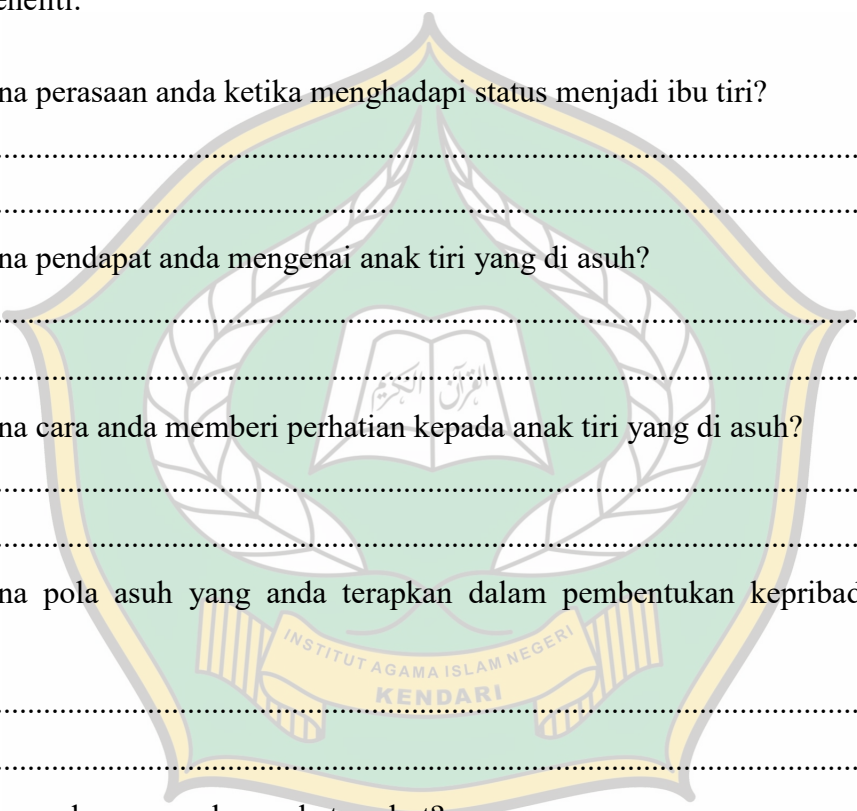 na perasaan anda ketika menghadapi status menjadi ibu tiri?
................................................................................
................................................................................
na pendapat anda mengenai anak tiri yang di asuh?
................................................................................
القرآن الكريم
................................................................................
na cara anda memberi perhatian kepada anak tiri yang di asuh?
................................................................................
................................................................................
na pola asuh yang anda terapkan dalam pembentukan kepribad
INSTITUT AGAMA ISLAM NEGERI
KENDARI
................................................................................
................................................................................